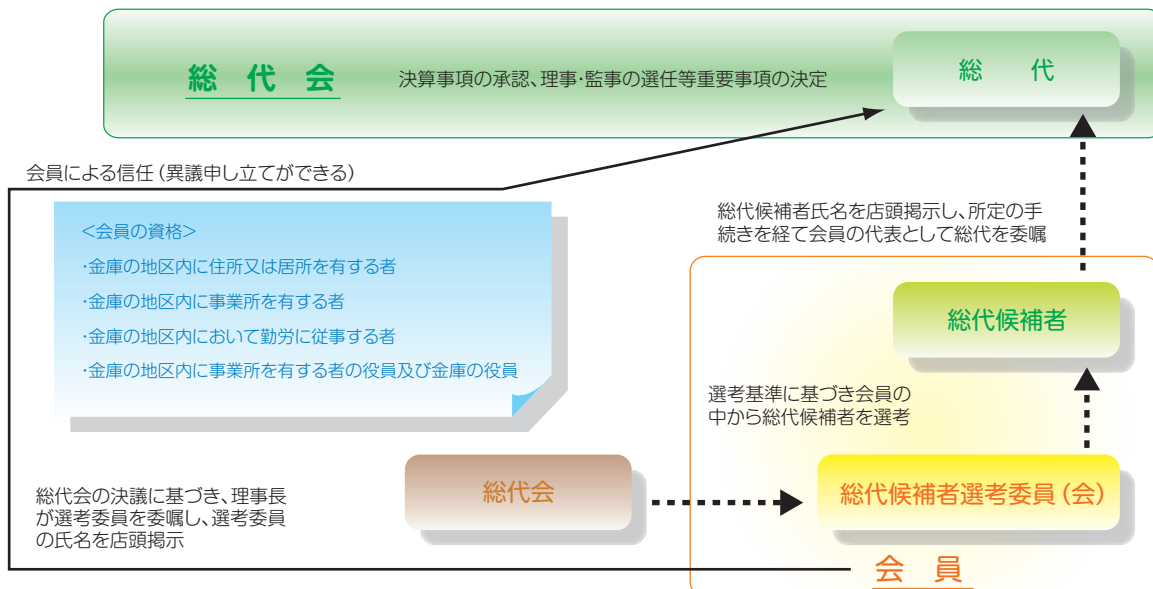 総代会
決算事項の承認、理事・監事の選任等重要事項の決定
総代
会員による信任（異議申し立てができる）
<会員の資格>
・金庫の地区内に住所又は居所を有する者
・金庫の地区内に事業所を有する者
・金庫の地区内において勤労に従事する者
・金庫の地区内に事業所を有する者の役員及び金庫の役員
総代候補者氏名を店頭掲示し、所定の手
続きを経て会員の代表として総代を委嘱
総代候補者
選考基準に基づき会員の
中から総代候補者を選考
総代会の決議に基づき、理事長
が選考委員を委嘱し、選考委員
の氏名を店頭掲示
総代会
総代候補者選考委員（会）
会員